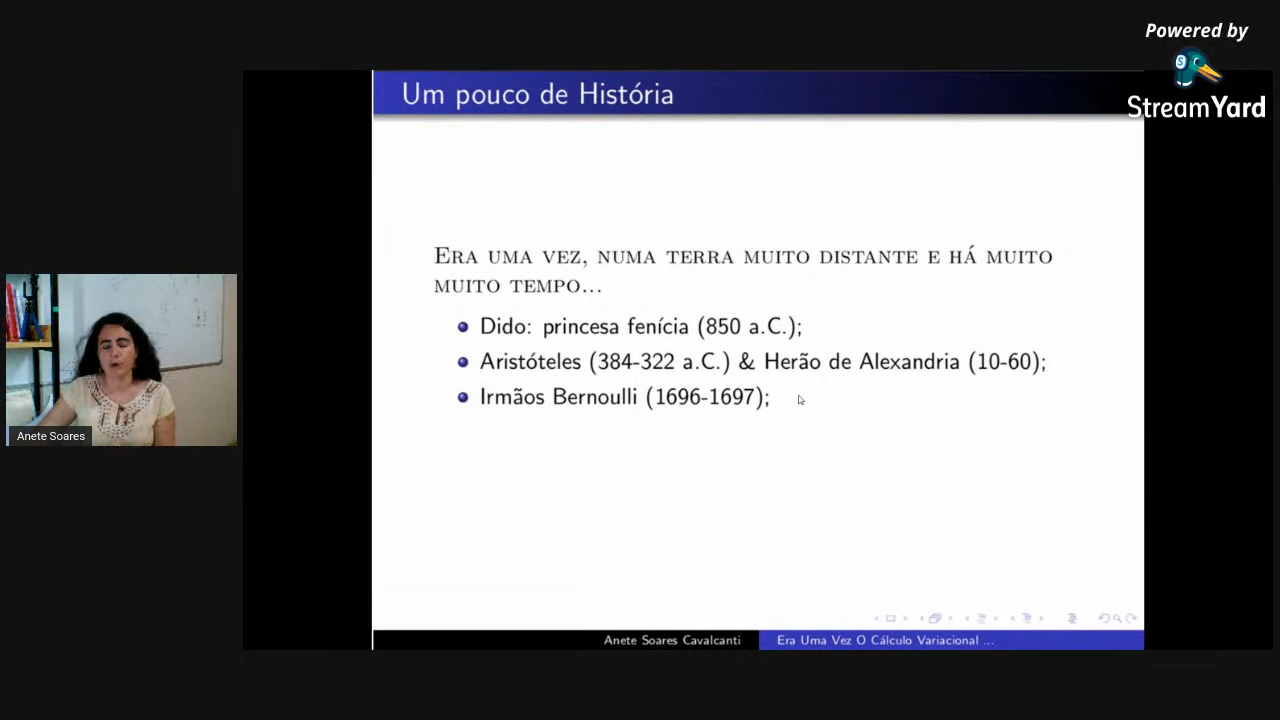 Powered by
StreamYard
Um pouco de História
Era uma vez, numa terra muito distante e há muito
muito tempo...
Dido: princesa fenícia (850 a.C.);
Aristóteles (384-322 a.C.) & Herão de Alexandria (10-60);
Irmãos Bernoulli (1696-1697);
Anete Soares
Anete Soares Cavalcanti
Era Uma Vez O Cálculo Variacional ...